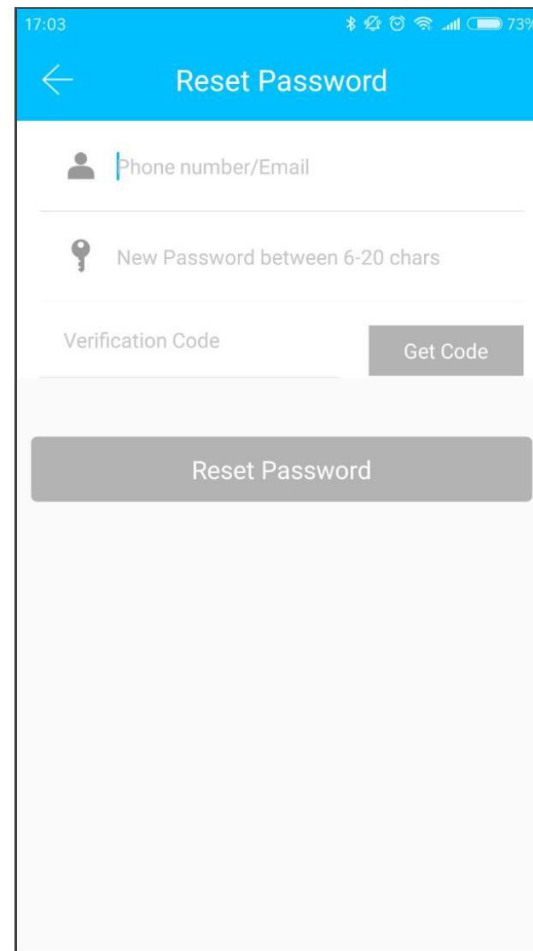 17:03 73%
Reset Password
Phone number/Email
New Password between 6-20 chars
Verification Code
Get Code
Reset Password